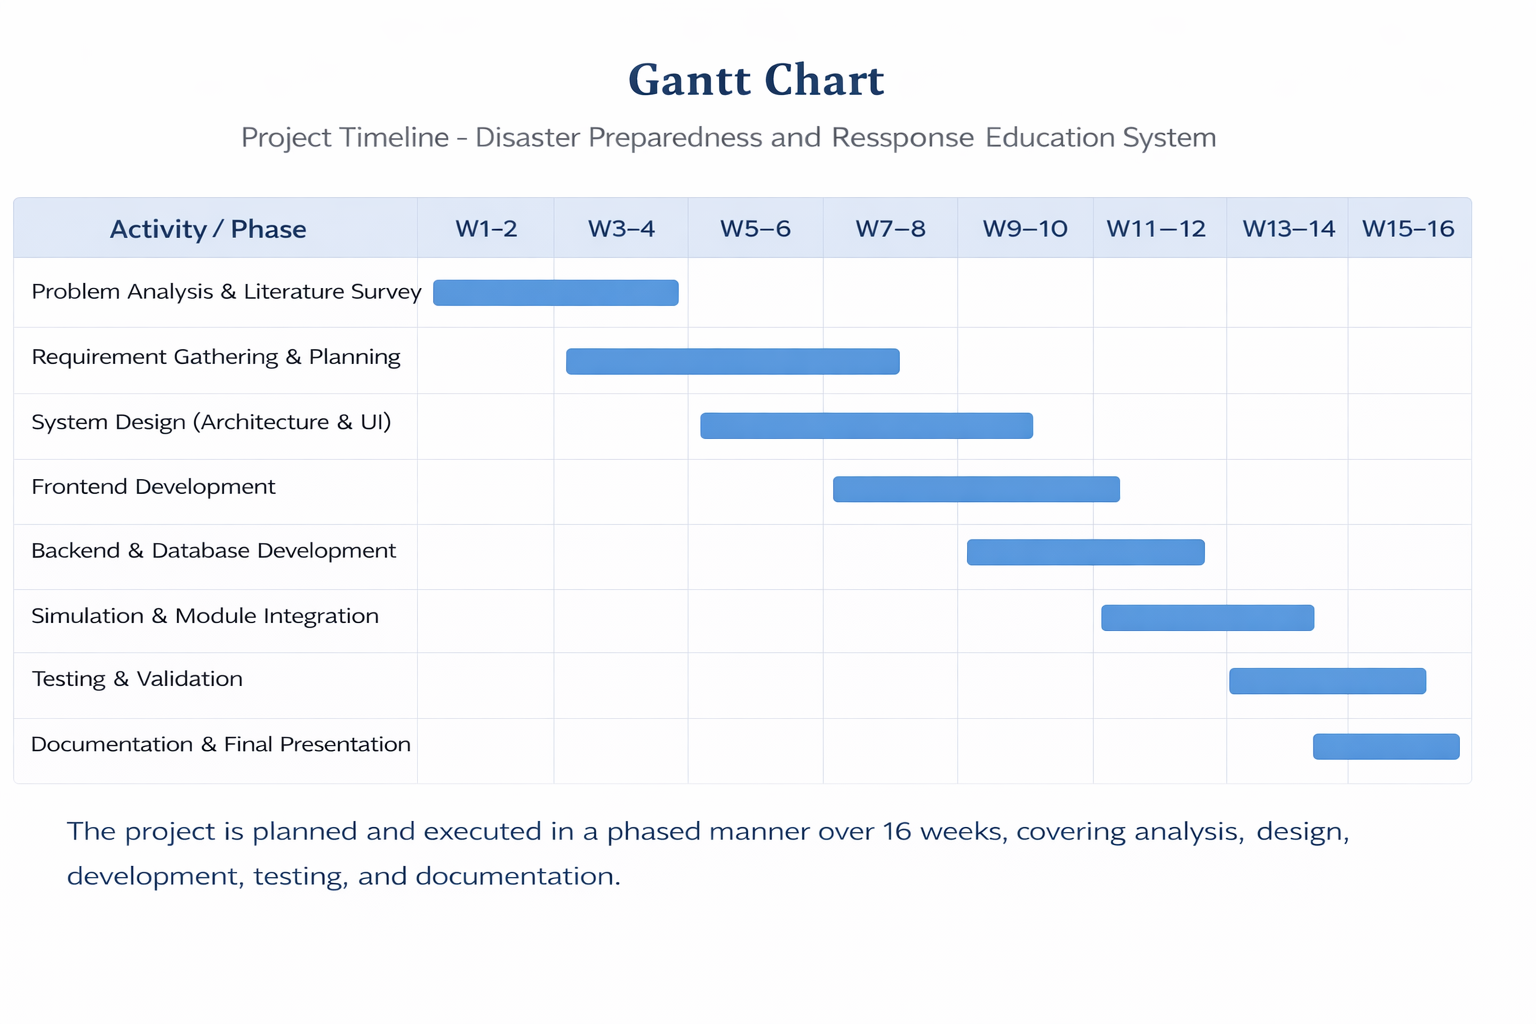 Gantt Chart
Project Timeline - Disaster Preparedness and Ressponse Education System
Activity / Phase W1–2 W3–4 W5–6 W7–8 W9–10 W11–12 W13–14 W15–16
Problem Analysis & Literature Survey
Requirement Gathering & Planning
System Design (Architecture & UI)
Frontend Development
Backend & Database Development
Simulation & Module Integration
Testing & Validation
Documentation & Final Presentation
The project is planned and executed in a phased manner over 16 weeks, covering analysis, design,
development, testing, and documentation.